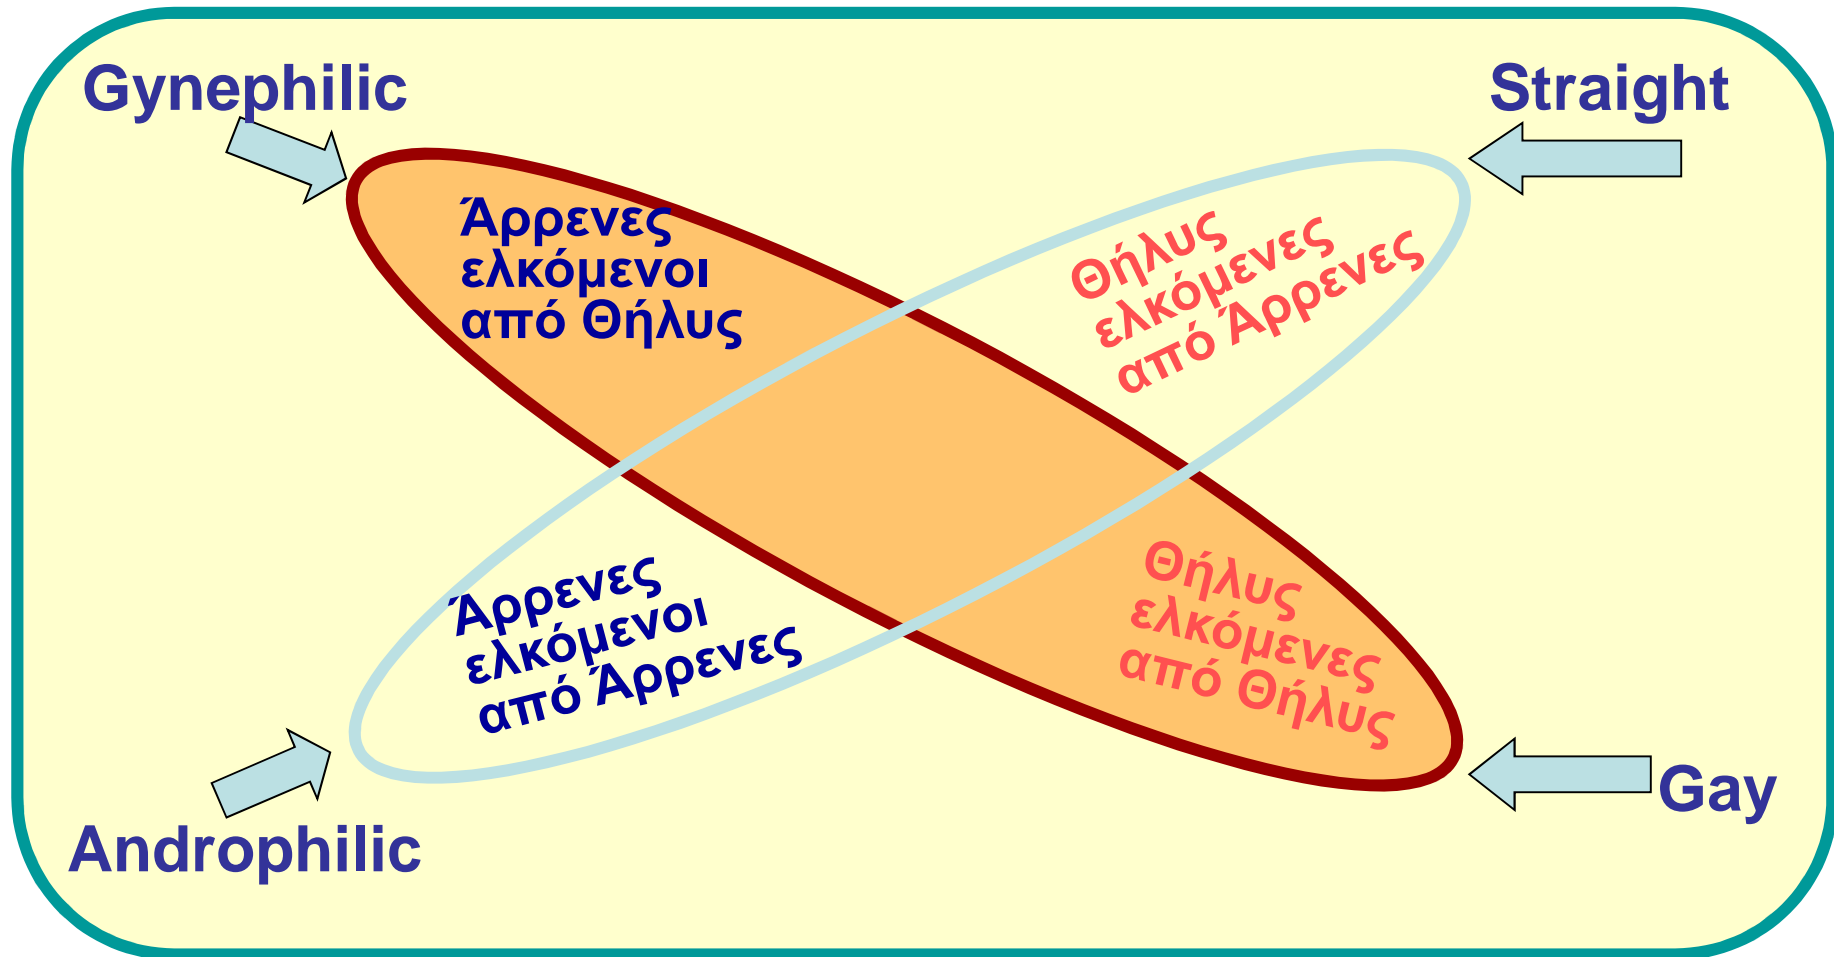 Gynephilic
Straight
Άρρενες
ελκόμενοι
από Θήλυς
Θήλυς
ελκόμενες
από Άρρενες
Άρρενες
ελκόμενοι
από Άρρενες
Θήλυς
ελκόμενες
από Θήλυς
Androphilic
Gay